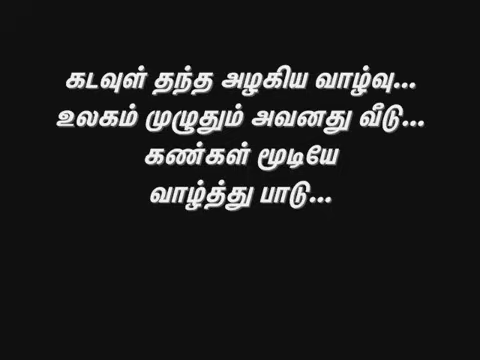 கடவுள் தந்த அழகிய வாழ்வு...
உலகம் முழுதும் அவனது வீடு...
கண்கள் மூடியே
வாழ்த்து பாடு...